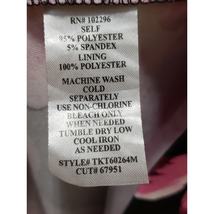 RN# 102296
SELF
95% POLYESTER
5% SPANDEX
LINING
100% POLYESTER
MACHINE WASH
COLD
SEPARATELY
USE NON-CHLORINE
BLEACH ONLY
WHEN NEEDED
TUMBLE DRY LOW
COOL IRON
AS NEEDED
STYLE# TKT60264M
CUT# 67951